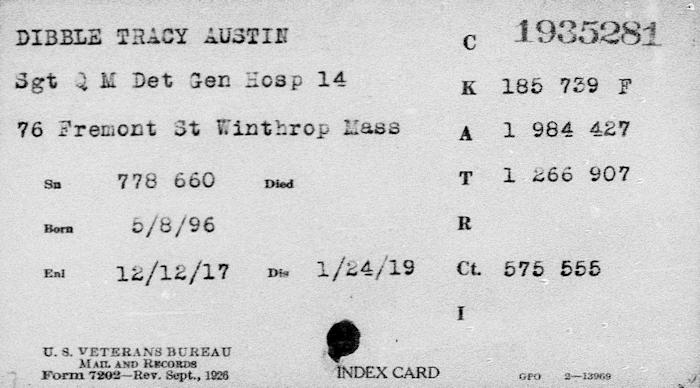 DIBBLE TRACY AUSTIN
C 1935281
Sgt Q M Det Gen Hosp 14
K 185 739 F
76 Fremont St Winthrop Mass
A 1 984 427
Sn 778 660 Died
T 1 266 907
Born 5/8/96
R
Enl 12/12/17 Dis 1/24/19
Ct. 575 555
I
U. S. VETERANS BUREAU
MAIL AND RECORDS
Form 7202—Rev. Sept., 1926
INDEX CARD
GPO 2—13969